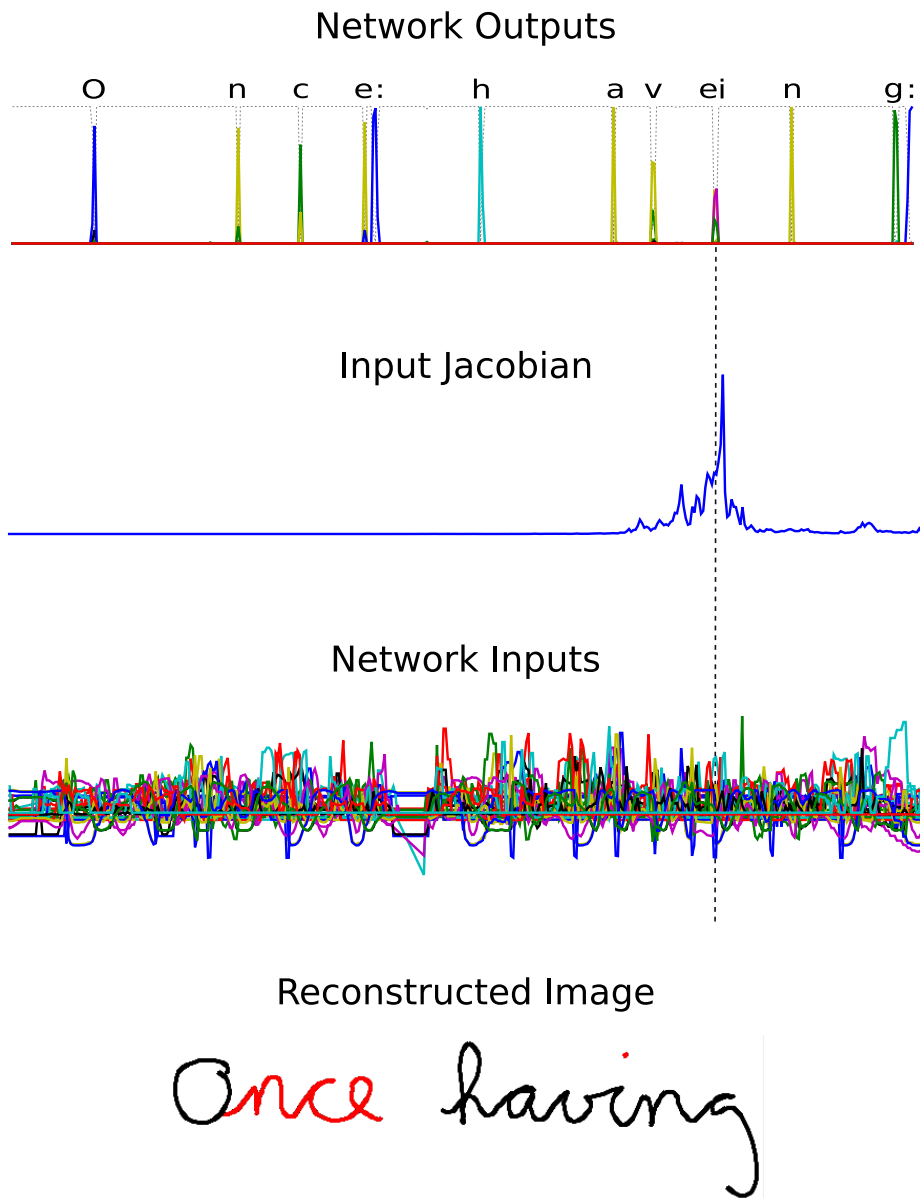 Network Outputs
O n c e: h a v ei n g:
Input Jacobian
Network Inputs
Reconstructed Image
Once having